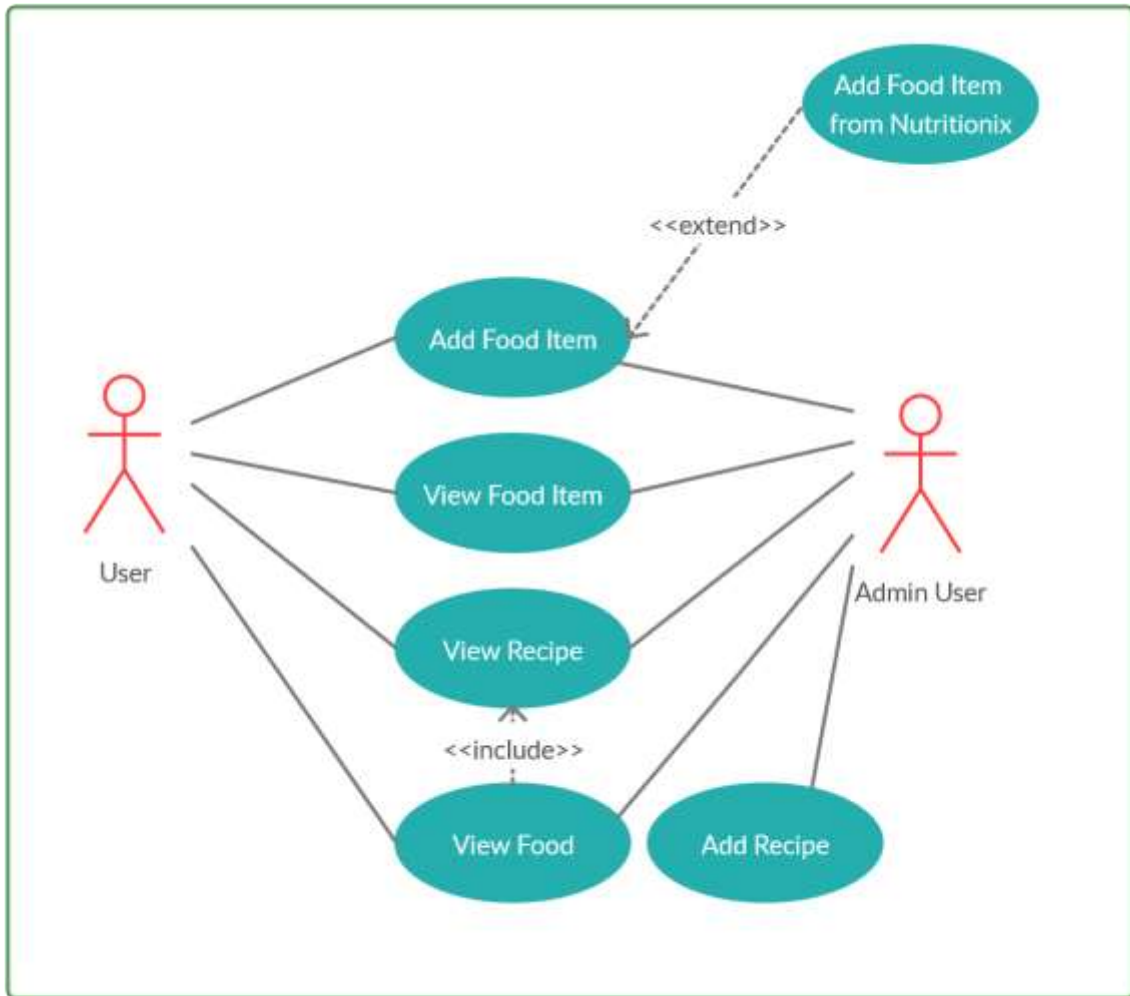 Add Food Item
from Nutritionix
<<extend>>
Add Food Item
View Food Item
User
Admin User
View Recipe
<<include>>
View Food
Add Recipe